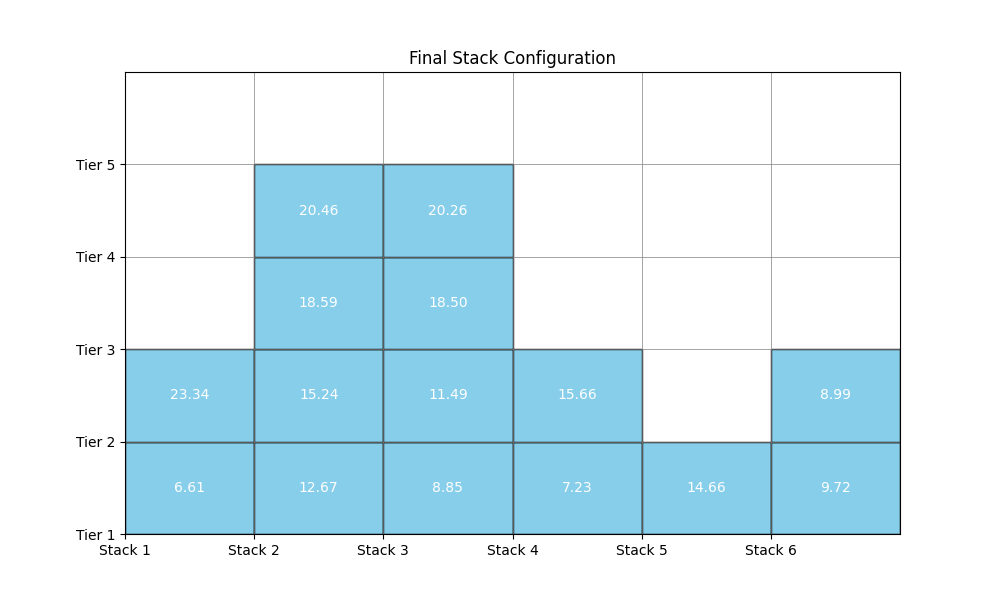 Final Stack Configuration
Tier 5
20.46 20.26
Tier 4
18.59 18.50
Tier 3
23.34 15.24 11.49 15.66 8.99
Tier 2
6.61 12.67 8.85 7.23 14.66 9.72
Tier 1
Stack 1 Stack 2 Stack 3 Stack 4 Stack 5 Stack 6